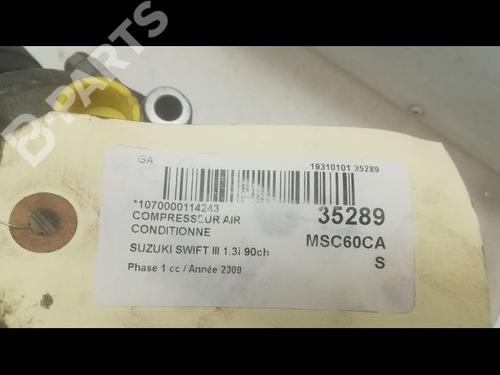 B-PARTS
GA
19310101 35289
*1070000114243
COMPRESSEUR AIR
CONDITIONNE
SUZUKI SWIFT III 1.3i 90ch
Phase 1 cc / Année 2009
35289
MSC60CA
S